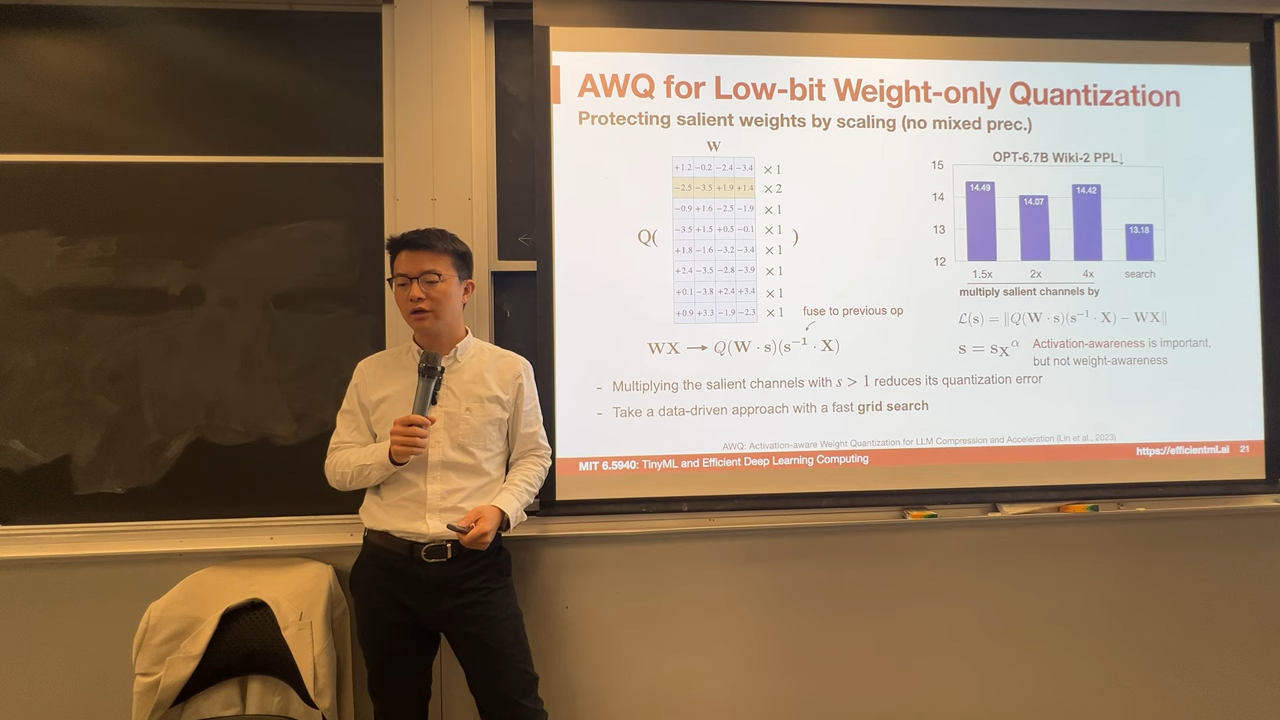 AWQ for Low-bit Weight-only Quantization
Protecting salient weights by scaling (no mixed prec.)
W
+1.2 −0.2 −2.4 −3.4 ×1
−2.5 −3.5 +1.9 +1.4 ×2
−0.9 +1.6 −2.5 −1.9 ×1
Q( −3.5 +1.5 +0.5 −0.1 ×1 )
+1.8 −1.6 −3.2 −3.4 ×1
+2.4 −3.5 −2.8 −3.9 ×1
+0.1 −3.8 +2.4 +3.4 ×1
+0.9 +3.3 −1.9 −2.3 ×1
fuse to previous op
WX → Q(W · s)(s⁻¹ · X)
OPT-6.7B Wiki-2 PPL↓
15
14
13
12
14.49 14.07 14.42 13.18
1.5x 2x 4x search
multiply salient channels by
L(s) = ‖Q(W · s)(s⁻¹ · X) − WX‖
s = sX^α
Activation-awareness is important,
but not weight-awareness
- Multiplying the salient channels with s > 1 reduces its quantization error
- Take a data-driven approach with a fast grid search
AWQ: Activation-aware Weight Quantization for LLM Compression and Acceleration (Lin et al., 2023)
MIT 6.5940: TinyML and Efficient Deep Learning Computing
https://efficientml.ai 21